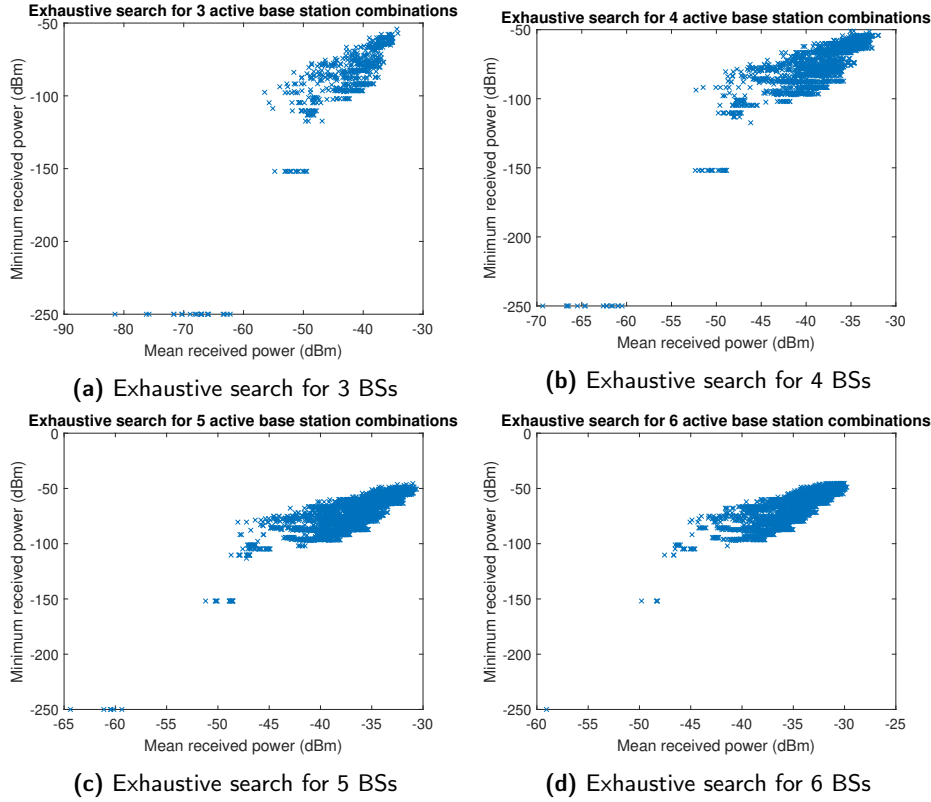 Exhaustive search for 3 active base station combinations
-50
-100
-150
-200
-250
Minimum received power (dBm)
-90 -80 -70 -60 -50 -40 -30
Mean received power (dBm)
(a) Exhaustive search for 3 BSs
Exhaustive search for 4 active base station combinations
-50
-100
-150
-200
-250
Minimum received power (dBm)
-70 -65 -60 -55 -50 -45 -40 -35 -30
Mean received power (dBm)
(b) Exhaustive search for 4 BSs
Exhaustive search for 5 active base station combinations
0
-50
-100
-150
-200
-250
Minimum received power (dBm)
-65 -60 -55 -50 -45 -40 -35 -30
Mean received power (dBm)
(c) Exhaustive search for 5 BSs
Exhaustive search for 6 active base station combinations
0
-50
-100
-150
-200
-250
Minimum received power (dBm)
-60 -55 -50 -45 -40 -35 -30 -25
Mean received power (dBm)
(d) Exhaustive search for 6 BSs